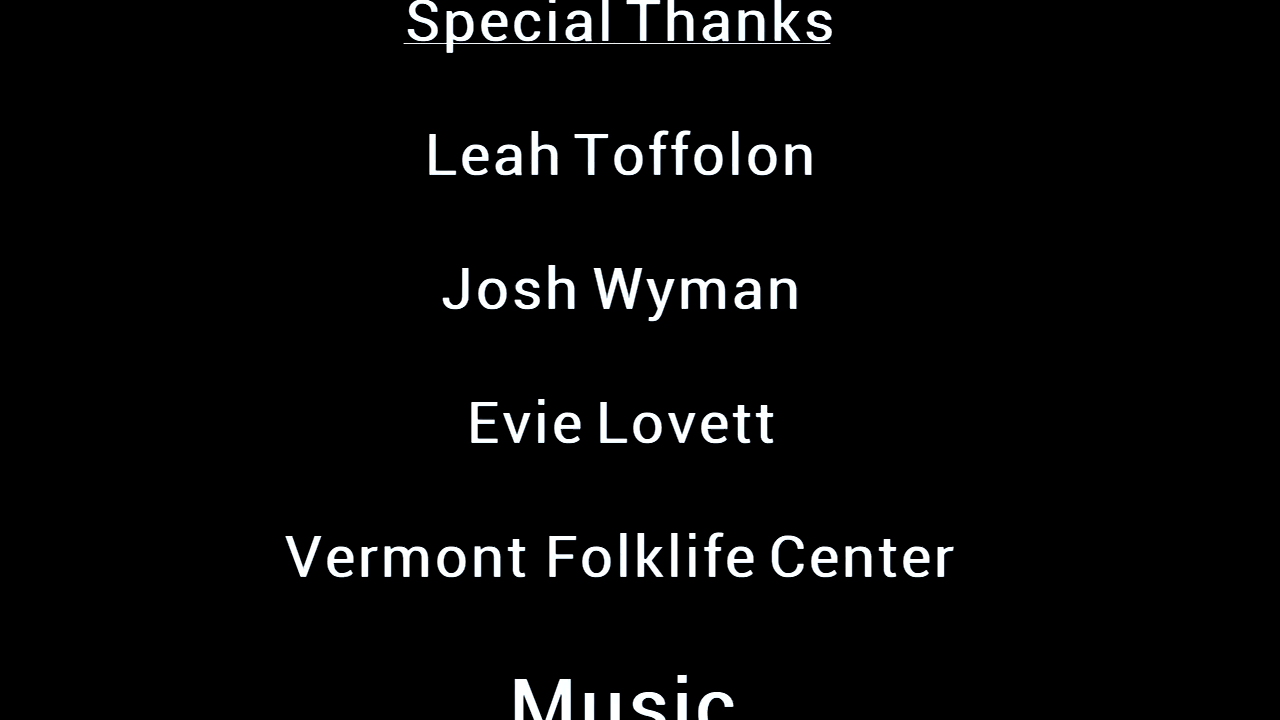 Special Thanks
Leah Toffolon
Josh Wyman
Evie Lovett
Vermont Folklife Center
Music